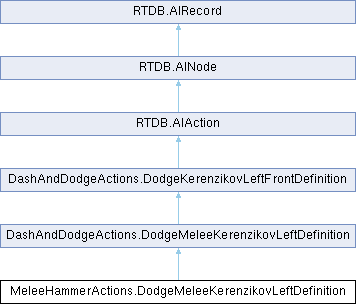 RTDB.AIRecord
RTDB.AINode
RTDB.AIAction
DashAndDodgeActions.DodgeKerenzikovLeftFrontDefinition
DashAndDodgeActions.DodgeMeleeKerenzikovLeftDefinition
MeleeHammerActions.DodgeMeleeKerenzikovLeftDefinition